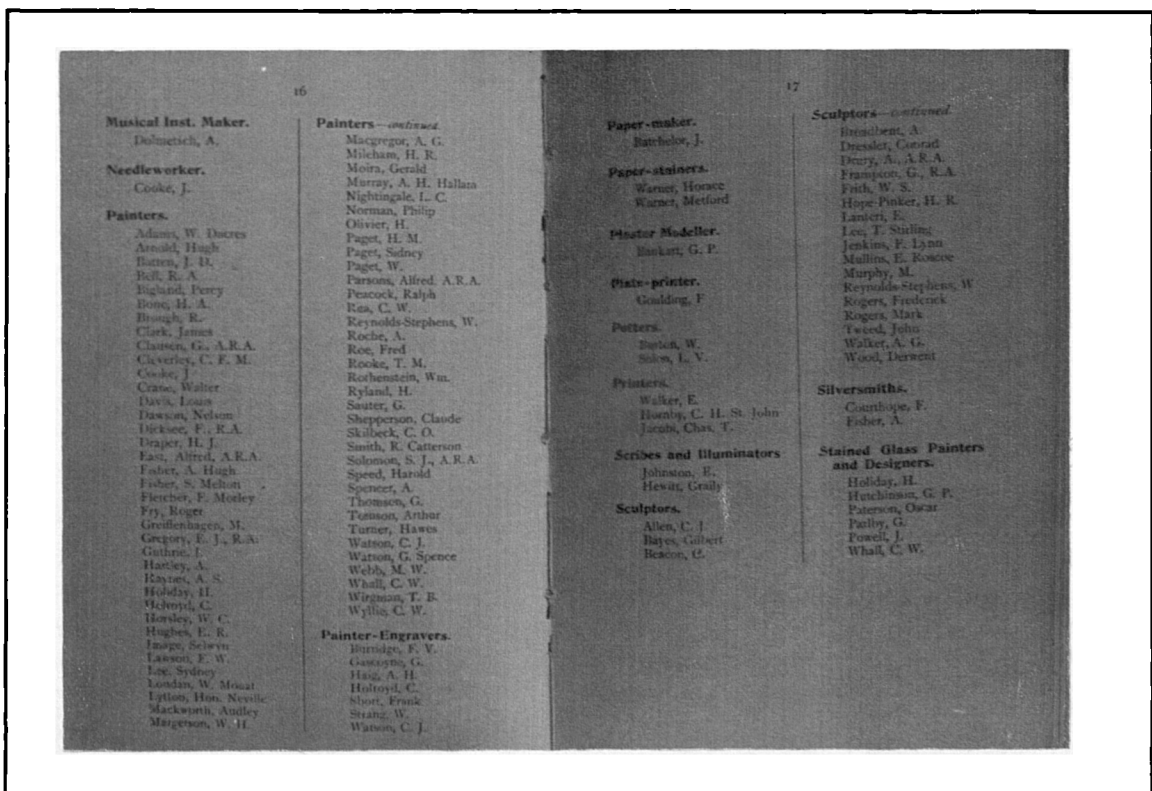 16
Musical Inst. Maker.
Dolmetsch, A.
Needleworker.
Cooke, J.
Painters.
Adams, W. Dacres
Arnold, Hugh
Batten, J. D.
Bell, R. A.
Bigland, Percy
Bone, H. A.
Brough, R.
Clark, James
Clausen, G., A.R.A.
Cleverley, C. F. M.
Cooke, J.
Crane, Walter
Davis, Louis
Dawson, Nelson
Dicksee, F., R.A.
Draper, H. J.
East, Alfred, A.R.A.
Fisher, A. Hugh
Fisher, S. Melton
Fletcher, F. Morley
Fry, Roger
Greiffenhagen, M.
Gregory, E. J., R.A.
Guthrie, J.
Hartley, A.
Haynes, A. S.
Holiday, H.
Holroyd, C.
Horsley, W. C.
Hughes, E. R.
Image, Selwyn
Lawson, F. W.
Lee, Sydney
Loudan, W. Mouat
Lytton, Hon. Neville
Mackworth, Audley
Margetson, W. H.
Painters—continued.
Macgregor, A. G.
Mileham, H. R.
Moira, Gerald
Murray, A. H. Hallam
Nightingale, L. C.
Norman, Philip
Olivier, H.
Paget, H. M.
Paget, Sidney
Paget, W.
Parsons, Alfred, A.R.A.
Peacock, Ralph
Rea, C. W.
Reynolds-Stephens, W.
Roche, A.
Roe, Fred
Rooke, T. M.
Rothenstein, Wm.
Ryland, H.
Sauter, G.
Shepperson, Claude
Skilbeck, C. O.
Smith, R. Catterson
Solomon, S. J., A.R.A.
Speed, Harold
Spencer, A.
Thomson, G.
Tomson, Arthur
Turner, Hawes
Watson, C. J.
Watson, G. Spence
Webb, M. W.
Whall, C. W.
Wirgman, T. B.
Wyllie, C. W.
Painter-Engravers.
Burridge, F. V.
Gascoyne, G.
Haig, A. H.
Holroyd, C.
Short, Frank
Strang, W.
Watson, C. J.
17
Paper-maker.
Batchelor, J.
Paper-stainers.
Warner, Horace
Warner, Metford
Plaster Modeller.
Bankart, G. P.
Plate-printer.
Goulding, F
Potters.
Burton, W.
Solon, L. V.
Printers.
Walker, E.
Hornby, C. H. St. John
Jacobi, Chas. T.
Scribes and Illuminators
Johnston, E.
Hewitt, Graily
Sculptors.
Allen, C. J.
Bayes, Gilbert
Beacon, C.
Sculptors—continued.
Broadbent, A.
Dressler, Conrad
Drury, A., A.R.A.
Frampton, G., R.A.
Frith, W. S.
Hope-Pinker, H. R.
Lanteri, E.
Lee, T. Stirling
Jenkins, F. Lynn
Mullins, E. Roscoe
Murphy, M.
Reynolds-Stephens, W
Rogers, Frederick
Rogers, Mark
Tweed, John
Walker, A. G.
Wood, Derwent
Silversmiths.
Courthope, F.
Fisher, A.
Stained Glass Painters
and Designers.
Holiday, H.
Hutchinson, G. P.
Paterson, Oscar
Parlby, G.
Powell, J.
Whall, C. W.